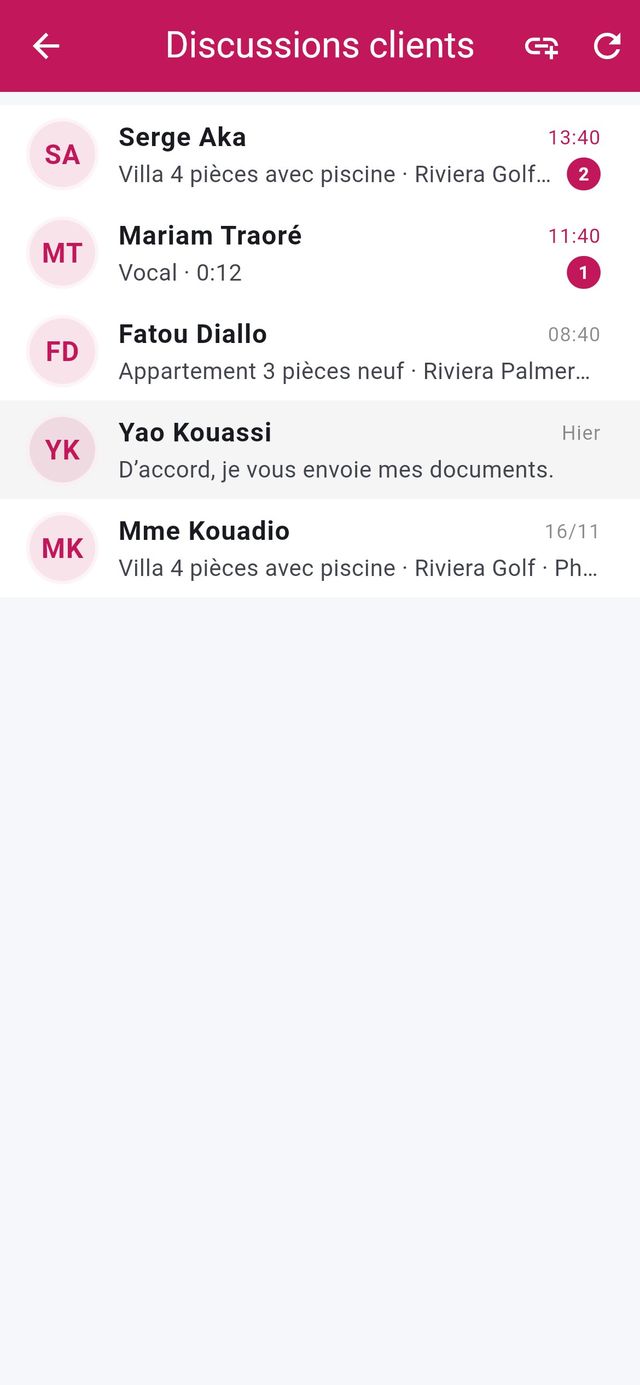 Discussions clients
SA
Serge Aka
13:40
Villa 4 pièces avec piscine · Riviera Golf…
2
MT
Mariam Traoré
11:40
Vocal · 0:12
1
FD
Fatou Diallo
08:40
Appartement 3 pièces neuf · Riviera Palmer…
YK
Yao Kouassi
Hier
D’accord, je vous envoie mes documents.
MK
Mme Kouadio
16/11
Villa 4 pièces avec piscine · Riviera Golf · Ph…